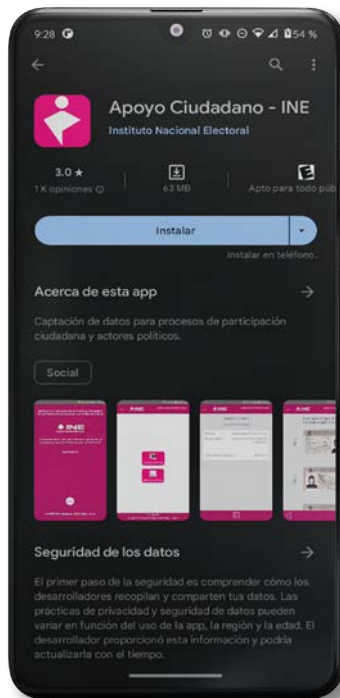 9:28
54 %
Apoyo Ciudadano - INE
Instituto Nacional Electoral
3.0 ★
1 K opiniones
63 MB
E
Apto para todo púb
Instalar
Instalar en teléfono.
Acerca de esta app
Captación de datos para procesos de participación
ciudadana y actores políticos.
Social
INE
INE
INE
INE
Seguridad de los datos
El primer paso de la seguridad es comprender cómo los
desarrolladores recopilan y comparten tus datos. Las
prácticas de privacidad y seguridad de datos pueden
variar en función del uso de la app, la región y la edad. El
desarrollador proporcionó esta información y podría
actualizarla con el tiempo.